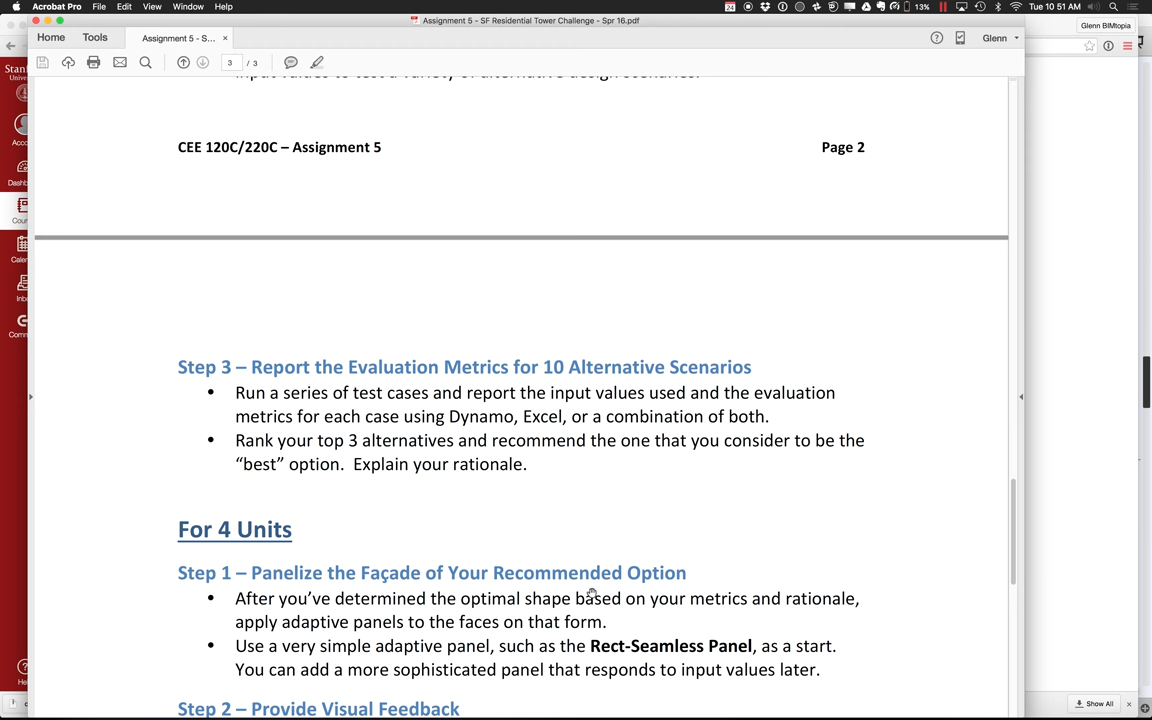 Acrobat Pro File Edit View Window Help 24 13% Tue 10 51 AM
Assignment 5 - SF Residential Tower Challenge - Spr 16.pdf
Glenn BIMtopia
Home Tools Assignment 5 - S... × Glenn
3 / 3
CEE 120C/220C – Assignment 5 Page 2
Step 3 – Report the Evaluation Metrics for 10 Alternative Scenarios
• Run a series of test cases and report the input values used and the evaluation
metrics for each case using Dynamo, Excel, or a combination of both.
• Rank your top 3 alternatives and recommend the one that you consider to be the
“best” option. Explain your rationale.
For 4 Units
Step 1 – Panelize the Façade of Your Recommended Option
• After you’ve determined the optimal shape based on your metrics and rationale,
apply adaptive panels to the faces on that form.
• Use a very simple adaptive panel, such as the Rect-Seamless Panel, as a start.
You can add a more sophisticated panel that responds to input values later.
Step 2 – Provide Visual Feedback
Show All